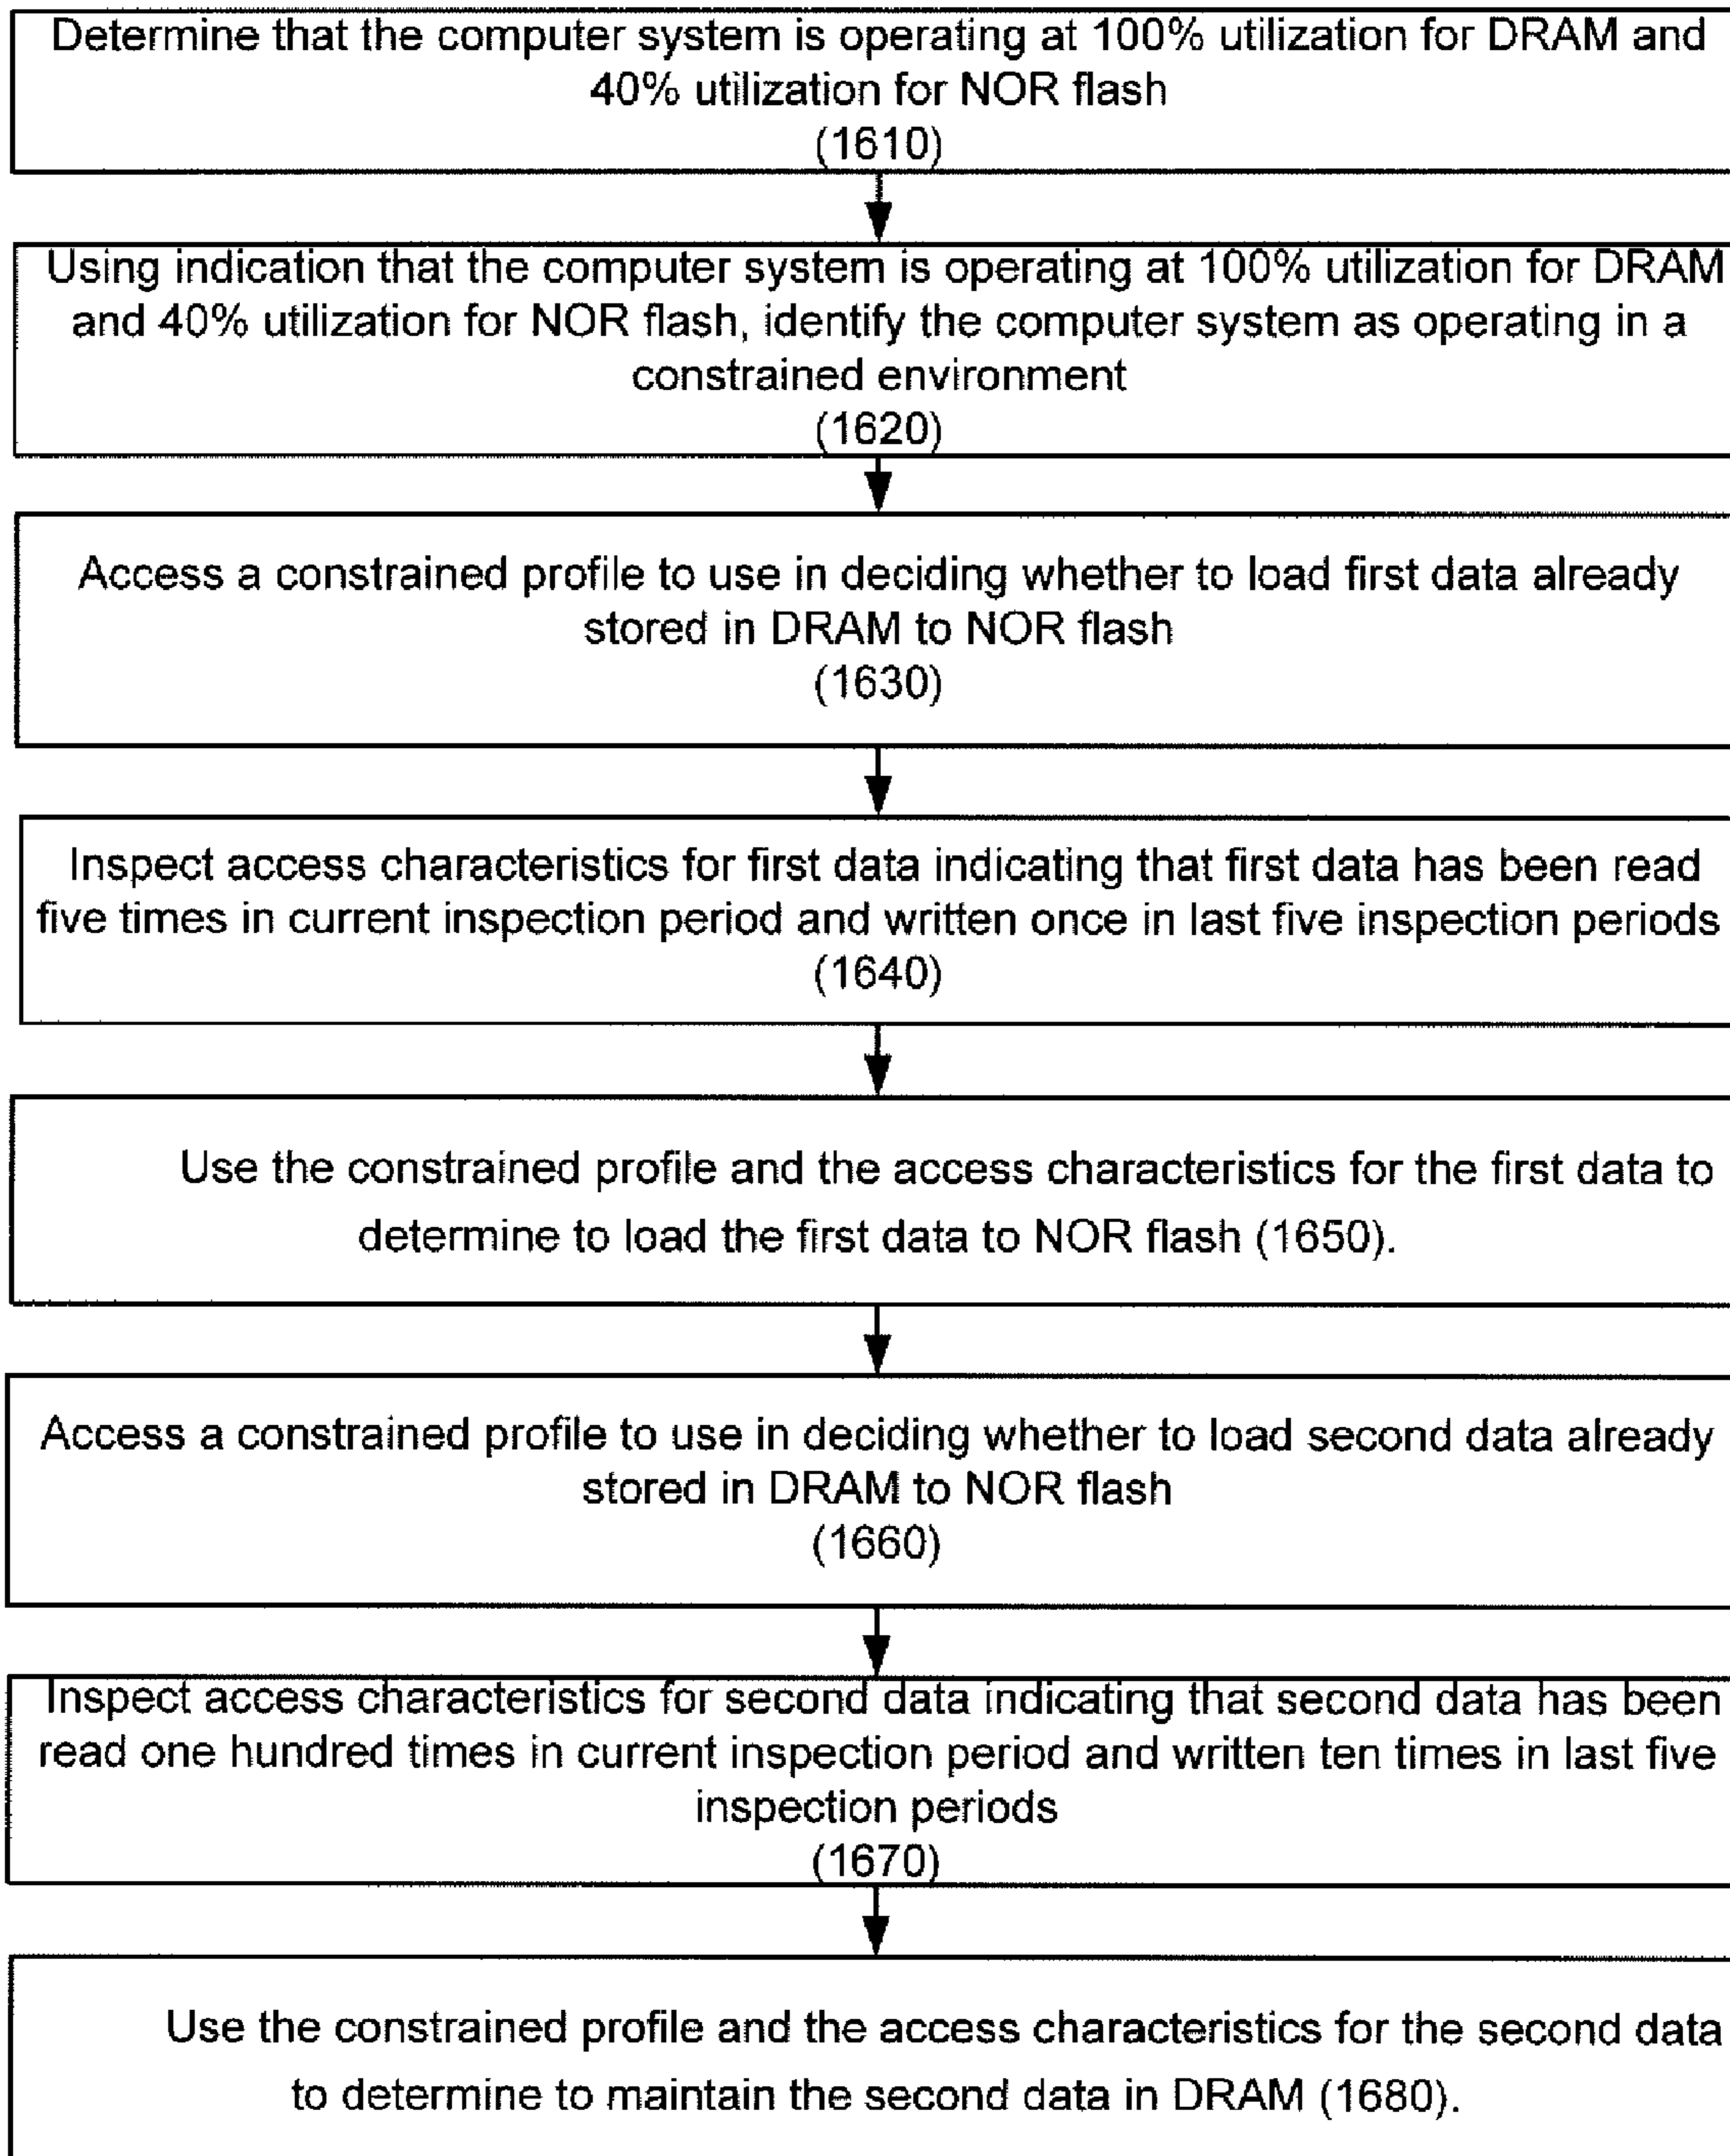 Determine that the computer system is operating at 100% utilization for DRAM and
40% utilization for NOR flash
(1610)
Using indication that the computer system is operating at 100% utilization for DRAM
and 40% utilization for NOR flash, identify the computer system as operating in a
constrained environment
(1620)
Access a constrained profile to use in deciding whether to load first data already
stored in DRAM to NOR flash
(1630)
Inspect access characteristics for first data indicating that first data has been read
five times in current inspection period and written once in last five inspection periods
(1640)
Use the constrained profile and the access characteristics for the first data to
determine to load the first data to NOR flash (1650).
Access a constrained profile to use in deciding whether to load second data already
stored in DRAM to NOR flash
(1660)
Inspect access characteristics for second data indicating that second data has been
read one hundred times in current inspection period and written ten times in last five
inspection periods
(1670)
Use the constrained profile and the access characteristics for the second data
to determine to maintain the second data in DRAM (1680).